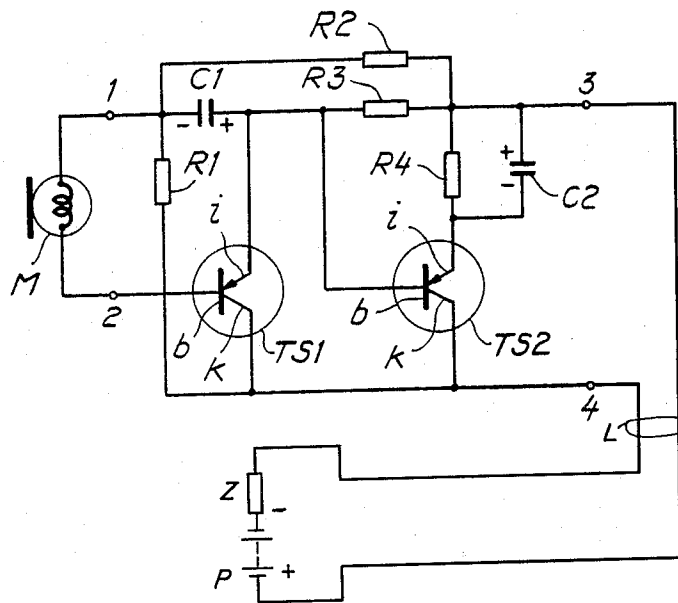 R2
1 C1 R3 3
- + +
R1 R4 -
C2
i i
M
2
b k TS1 b k TS2
4
L
Z -
P +